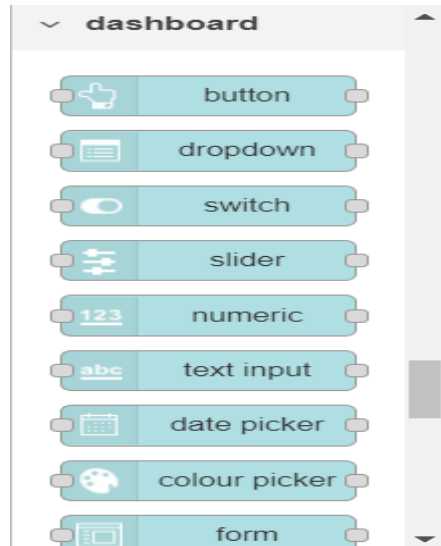 dashboard
button
dropdown
switch
slider
123 numeric
abc text input
date picker
colour picker
form